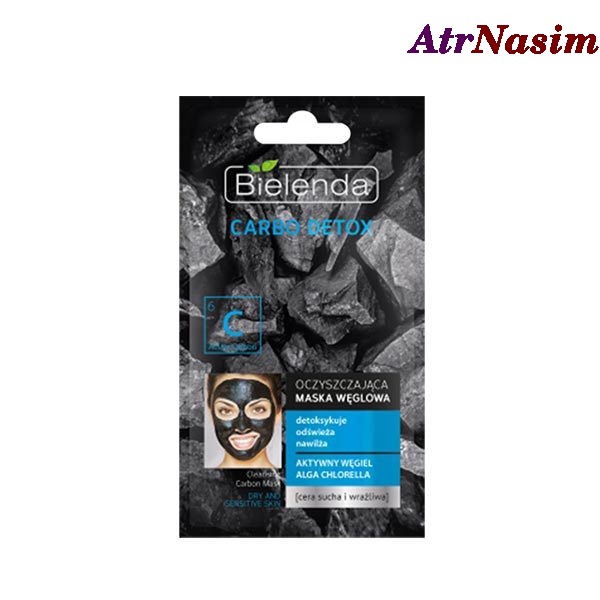 AtrNasim
Bielenda
CARBO DETOX
6
C
OCZYSZCZAJĄCA
MASKA WĘGLOWA
detoksykuje
odświeża
nawilża
AKTYWNY WĘGIEL
ALGA CHLORELLA
[cera sucha i wrażliwa]
Cleansing
Carbon Mask
DRY AND
SENSITIVE SKIN